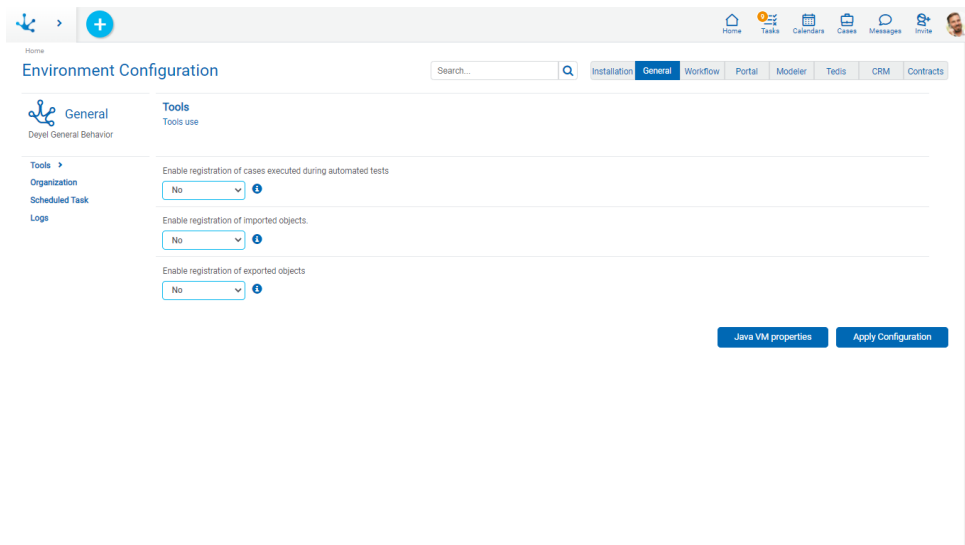 9
Home Tasks Calendars Cases Messages Invite
Home
Environment Configuration
Search...
Installation General Workflow Portal Modeler Tedis CRM Contracts
General
Deyel General Behavior
Tools
Tools use
Tools
Organization
Scheduled Task
Logs
Enable registration of cases executed during automated tests
No
Enable registration of imported objects.
No
Enable registration of exported objects
No
Java VM properties Apply Configuration